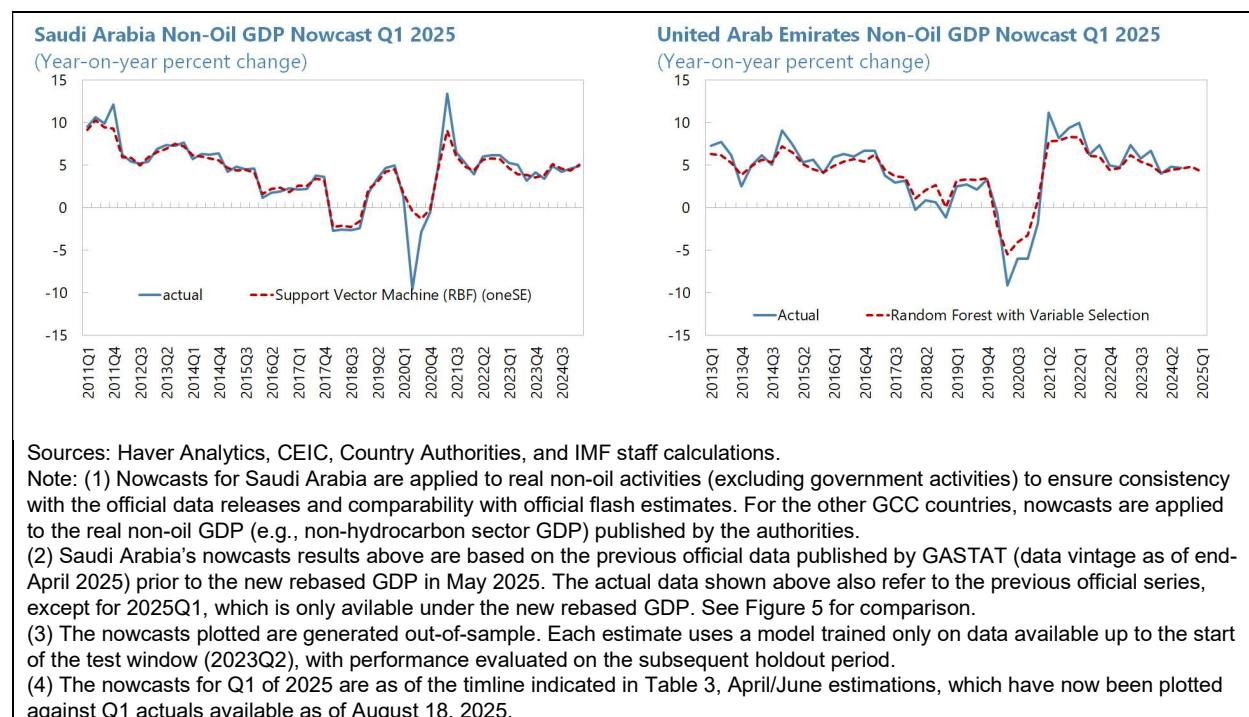 Saudi Arabia Non-Oil GDP Nowcast Q1 2025
(Year-on-year percent change)
15
10
5
0
-5
-10
-15
actual
Support Vector Machine (RBF) (oneSE)
2011Q1
2011Q4
2012Q3
2013Q2
2014Q1
2014Q4
2015Q3
2016Q2
2017Q1
2017Q4
2018Q3
2019Q2
2020Q1
2020Q4
2021Q3
2022Q2
2023Q1
2023Q4
2024Q3
United Arab Emirates Non-Oil GDP Nowcast Q1 2025
(Year-on-year percent change)
15
10
5
0
-5
-10
-15
Actual
Random Forest with Variable Selection
2013Q1
2013Q4
2014Q3
2015Q2
2016Q1
2016Q4
2017Q3
2018Q2
2019Q1
2019Q4
2020Q3
2021Q2
2022Q1
2022Q4
2023Q3
2024Q2
2025Q1
Sources: Haver Analytics, CEIC, Country Authorities, and IMF staff calculations.
Note: (1) Nowcasts for Saudi Arabia are applied to real non-oil activities (excluding government activities) to ensure consistency
with the official data releases and comparability with official flash estimates. For the other GCC countries, nowcasts are applied
to the real non-oil GDP (e.g., non-hydrocarbon sector GDP) published by the authorities.
(2) Saudi Arabia's nowcasts results above are based on the previous official data published by GASTAT (data vintage as of end-
April 2025) prior to the new rebased GDP in May 2025. The actual data shown above also refer to the previous official series,
except for 2025Q1, which is only avilable under the new rebased GDP. See Figure 5 for comparison.
(3) The nowcasts plotted are generated out-of-sample. Each estimate uses a model trained only on data available up to the start
of the test window (2023Q2), with performance evaluated on the subsequent holdout period.
(4) The nowcasts for Q1 of 2025 are as of the timline indicated in Table 3, April/June estimations, which have now been plotted
against Q1 actuals available as of August 18, 2025.